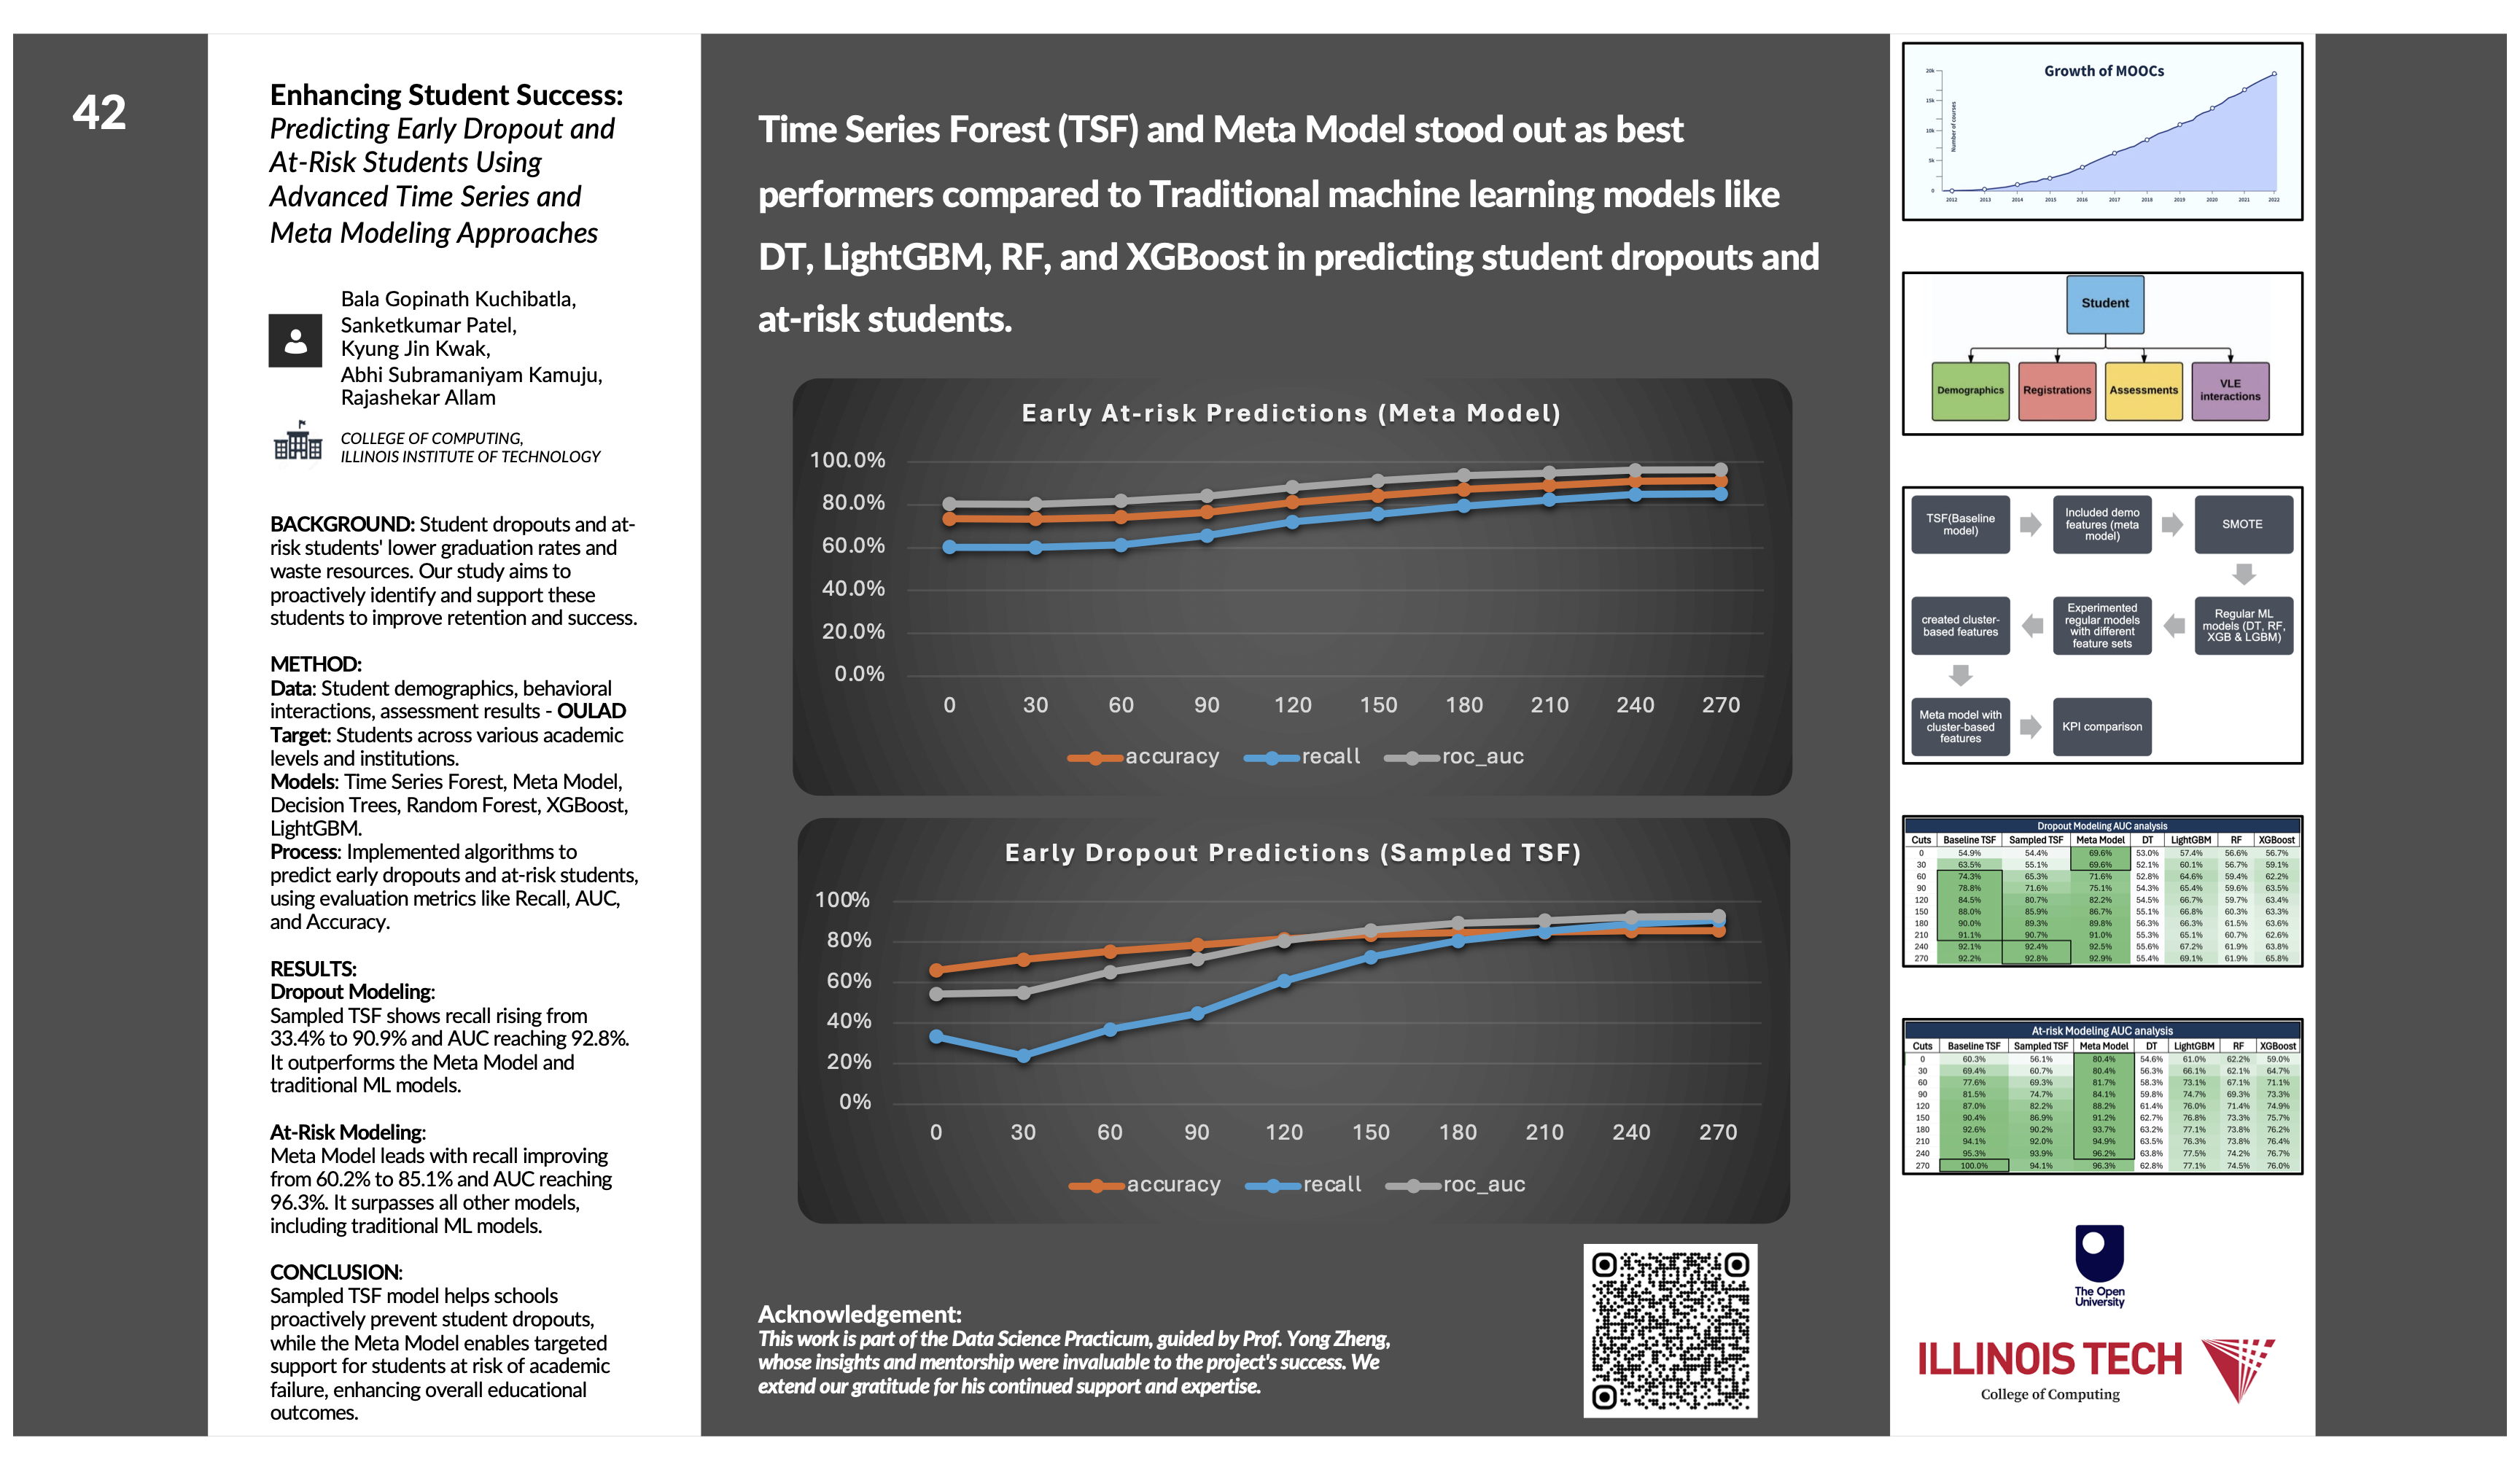 42
Enhancing Student Success:
Predicting Early Dropout and
At-Risk Students Using
Advanced Time Series and
Meta Modeling Approaches
Bala Gopinath Kuchibatla,
Sanketkumar Patel,
Kyung Jin Kwak,
Abhi Subramaniyam Kamuju,
Rajashekar Allam
COLLEGE OF COMPUTING,
ILLINOIS INSTITUTE OF TECHNOLOGY
BACKGROUND: Student dropouts and at-
risk students' lower graduation rates and
waste resources. Our study aims to
proactively identify and support these
students to improve retention and success.
METHOD:
Data: Student demographics, behavioral
interactions, assessment results - OULAD
Target: Students across various academic
levels and institutions.
Models: Time Series Forest, Meta Model,
Decision Trees, Random Forest, XGBoost,
LightGBM.
Process: Implemented algorithms to
predict early dropouts and at-risk students,
using evaluation metrics like Recall, AUC,
and Accuracy.
RESULTS:
Dropout Modeling:
Sampled TSF shows recall rising from
33.4% to 90.9% and AUC reaching 92.8%.
It outperforms the Meta Model and
traditional ML models.
At-Risk Modeling:
Meta Model leads with recall improving
from 60.2% to 85.1% and AUC reaching
96.3%. It surpasses all other models,
including traditional ML models.
CONCLUSION:
Sampled TSF model helps schools
proactively prevent student dropouts,
while the Meta Model enables targeted
support for students at risk of academic
failure, enhancing overall educational
outcomes.
Time Series Forest (TSF) and Meta Model stood out as best
performers compared to Traditional machine learning models like
DT, LightGBM, RF, and XGBoost in predicting student dropouts and
at-risk students.
Early At-risk Predictions (Meta Model)
100.0%
80.0%
60.0%
40.0%
20.0%
0.0%
0 30 60 90 120 150 180 210 240 270
accuracy recall roc_auc
Early Dropout Predictions (Sampled TSF)
100%
80%
60%
40%
20%
0%
0 30 60 90 120 150 180 210 240 270
accuracy recall roc_auc
Acknowledgement:
This work is part of the Data Science Practicum, guided by Prof. Yong Zheng,
whose insights and mentorship were invaluable to the project's success. We
extend our gratitude for his continued support and expertise.
Growth of MOOCs
Number of courses
20k
15k
10k
5k
0
2012 2013 2014 2015 2016 2017 2018 2019 2020 2021 2022
Student
Demographics Registrations Assessments VLE
interactions
TSF(Baseline
model)
Included demo
features (meta
model)
SMOTE
Regular ML
models (DT, RF,
XGB & LGBM)
Experimented
regular models
with different
feature sets
created cluster-
based features
Meta model with
cluster-based
features
KPI comparison
Dropout Modeling AUC analysis
Cuts Baseline TSF Sampled TSF Meta Model DT LightGBM RF XGBoost
0 54.9% 54.4% 69.6% 53.0% 57.4% 56.6% 56.7%
30 63.5% 55.1% 69.6% 52.1% 60.1% 56.7% 59.1%
60 74.3% 65.3% 71.6% 52.8% 64.6% 59.4% 62.2%
90 78.8% 71.6% 75.1% 54.3% 65.4% 59.6% 63.5%
120 84.5% 80.7% 82.2% 54.5% 66.7% 59.7% 63.4%
150 88.0% 85.9% 86.7% 55.1% 66.8% 60.3% 63.3%
180 90.0% 89.3% 89.8% 56.3% 66.3% 61.5% 63.6%
210 91.1% 90.7% 91.0% 55.3% 65.1% 60.7% 62.6%
240 92.1% 92.4% 92.5% 55.6% 67.2% 61.9% 63.8%
270 92.2% 92.8% 92.9% 55.4% 69.1% 61.9% 65.8%
At-risk Modeling AUC analysis
Cuts Baseline TSF Sampled TSF Meta Model DT LightGBM RF XGBoost
0 60.3% 56.1% 80.4% 54.6% 61.0% 62.2% 59.0%
30 69.4% 60.7% 80.4% 56.3% 66.1% 62.1% 64.7%
60 77.6% 69.3% 81.7% 58.3% 73.1% 67.1% 71.1%
90 81.5% 74.7% 84.1% 59.8% 74.7% 69.3% 73.3%
120 87.0% 82.2% 88.2% 61.4% 76.0% 71.4% 74.9%
150 90.4% 86.9% 91.2% 62.7% 76.8% 73.3% 75.7%
180 92.6% 90.2% 93.7% 63.2% 77.1% 73.8% 76.2%
210 94.1% 92.0% 94.9% 63.5% 76.3% 73.8% 76.4%
240 95.3% 93.9% 96.2% 63.8% 77.5% 74.2% 76.7%
270 100.0% 94.1% 96.3% 62.8% 77.1% 74.5% 76.0%
The Open
University
ILLINOIS TECH
College of Computing